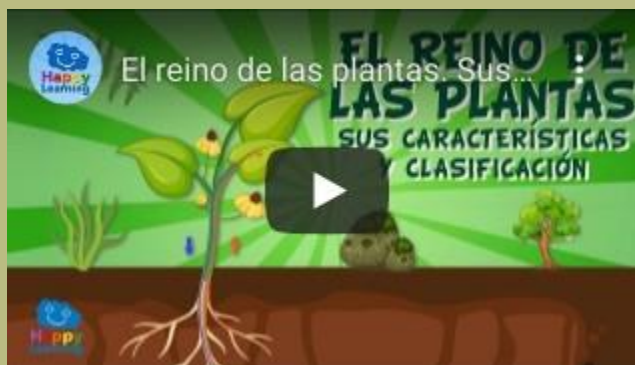 Happy
Learning
El reino de las plantas. Sus...
EL REINO DE
LAS PLANTAS
SUS CARACTERÍSTICAS
Y CLASIFICACIÓN
Happy
Learning